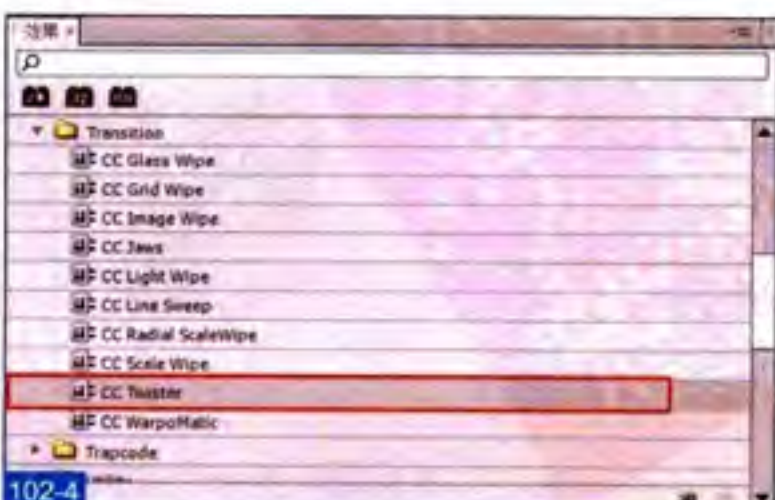 效果
Transition
CC Glass Wipe
CC Grid Wipe
CC Image Wipe
CC Jaws
CC Light Wipe
CC Line Sweep
CC Radial ScaleWipe
CC Scale Wipe
CC Twister
CC WarpoMatic
Trapcode
102-4